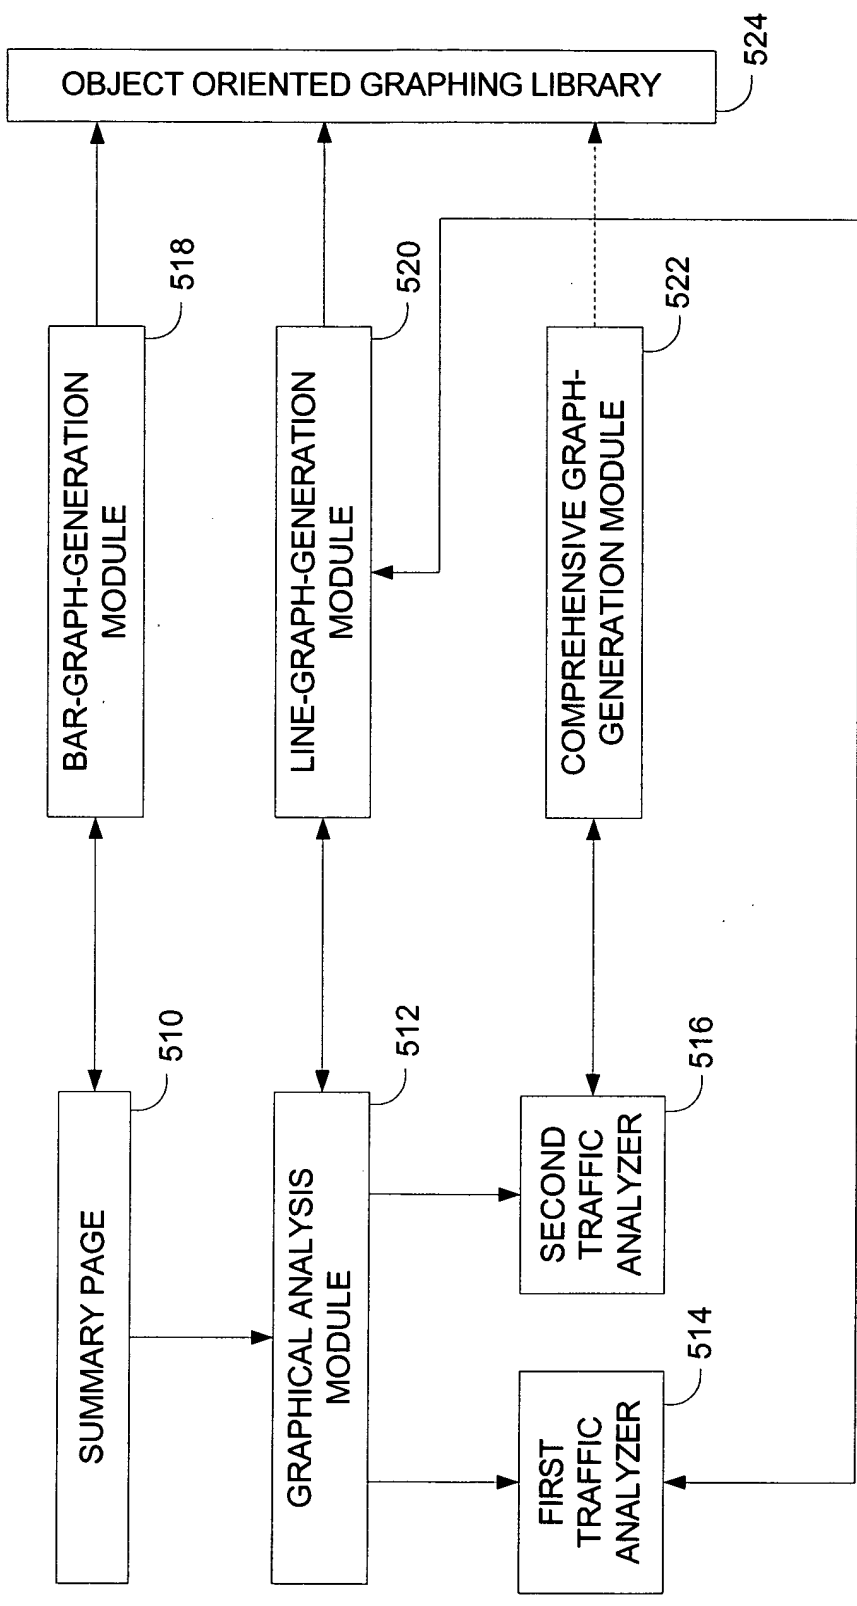 SUMMARY PAGE
510
BAR-GRAPH-GENERATION
MODULE
518
OBJECT ORIENTED GRAPHING LIBRARY
524
GRAPHICAL ANALYSIS
MODULE
512
LINE-GRAPH-GENERATION
MODULE
520
FIRST
TRAFFIC
ANALYZER
514
SECOND
TRAFFIC
ANALYZER
516
COMPREHENSIVE GRAPH-
GENERATION MODULE
522